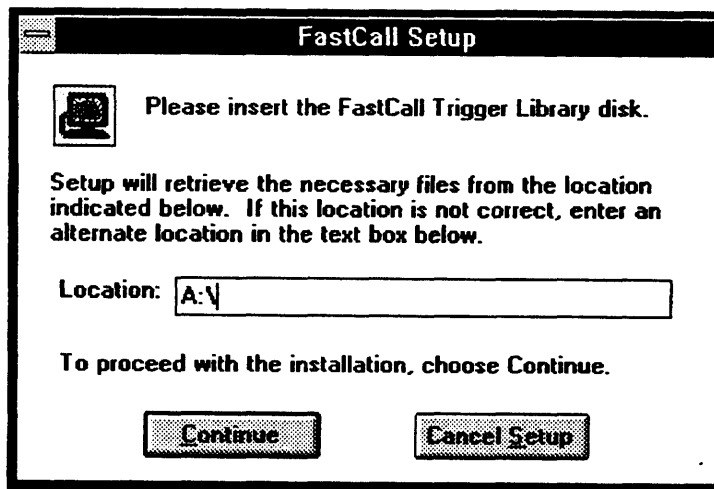 FastCall Setup
Please insert the FastCall Trigger Library disk.
Setup will retrieve the necessary files from the location
indicated below.  If this location is not correct, enter an
alternate location in the text box below.
Location: A:\
To proceed with the installation, choose Continue.
Continue Cancel Setup